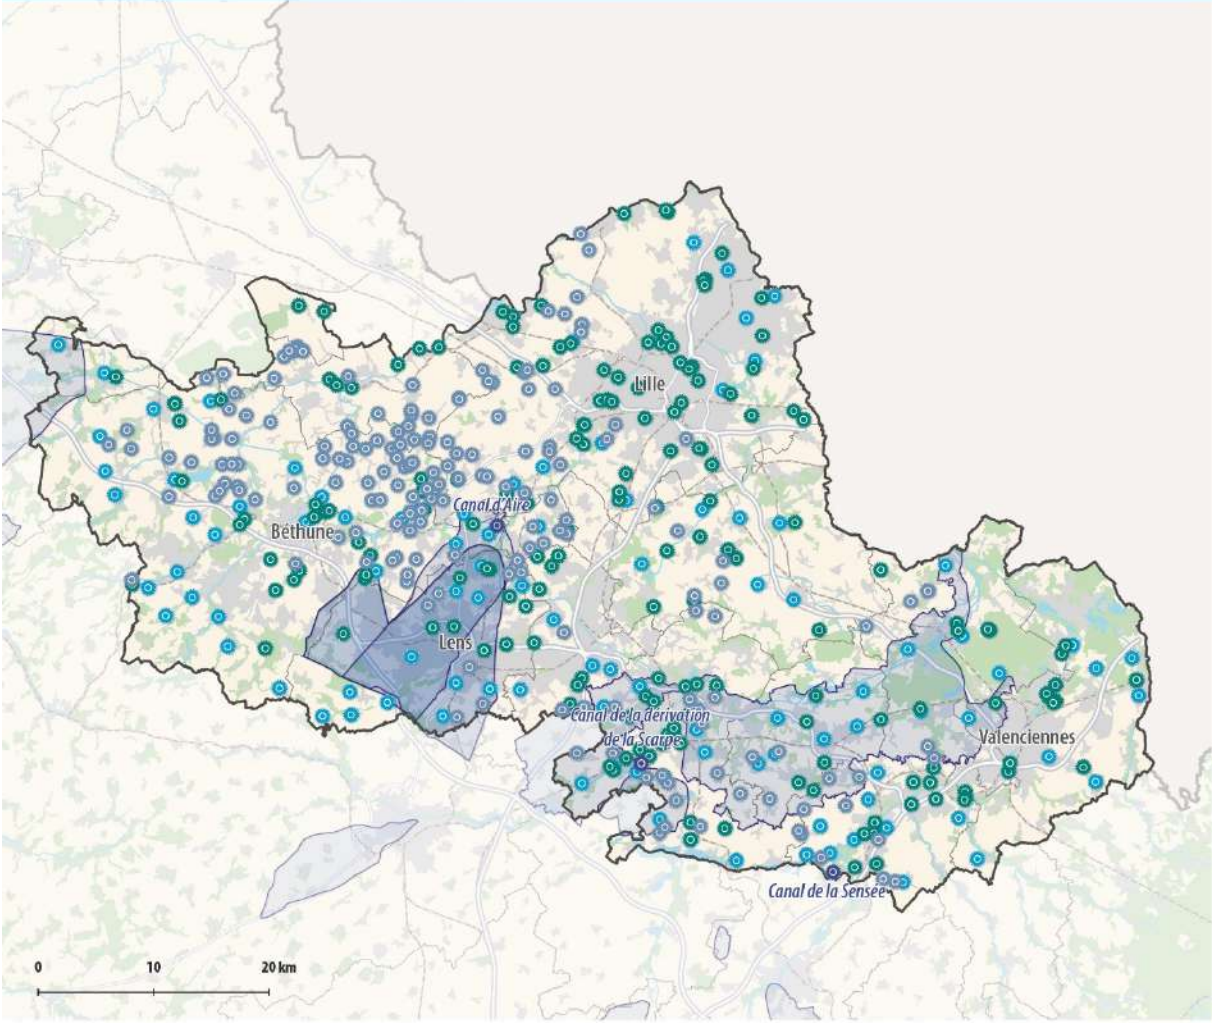 Lille
Canal d'Aire
Béthune
Lens
Canal de la dérivation
de la Scarpe
Valenciennes
Canal de la Sensée
0 10 20 km